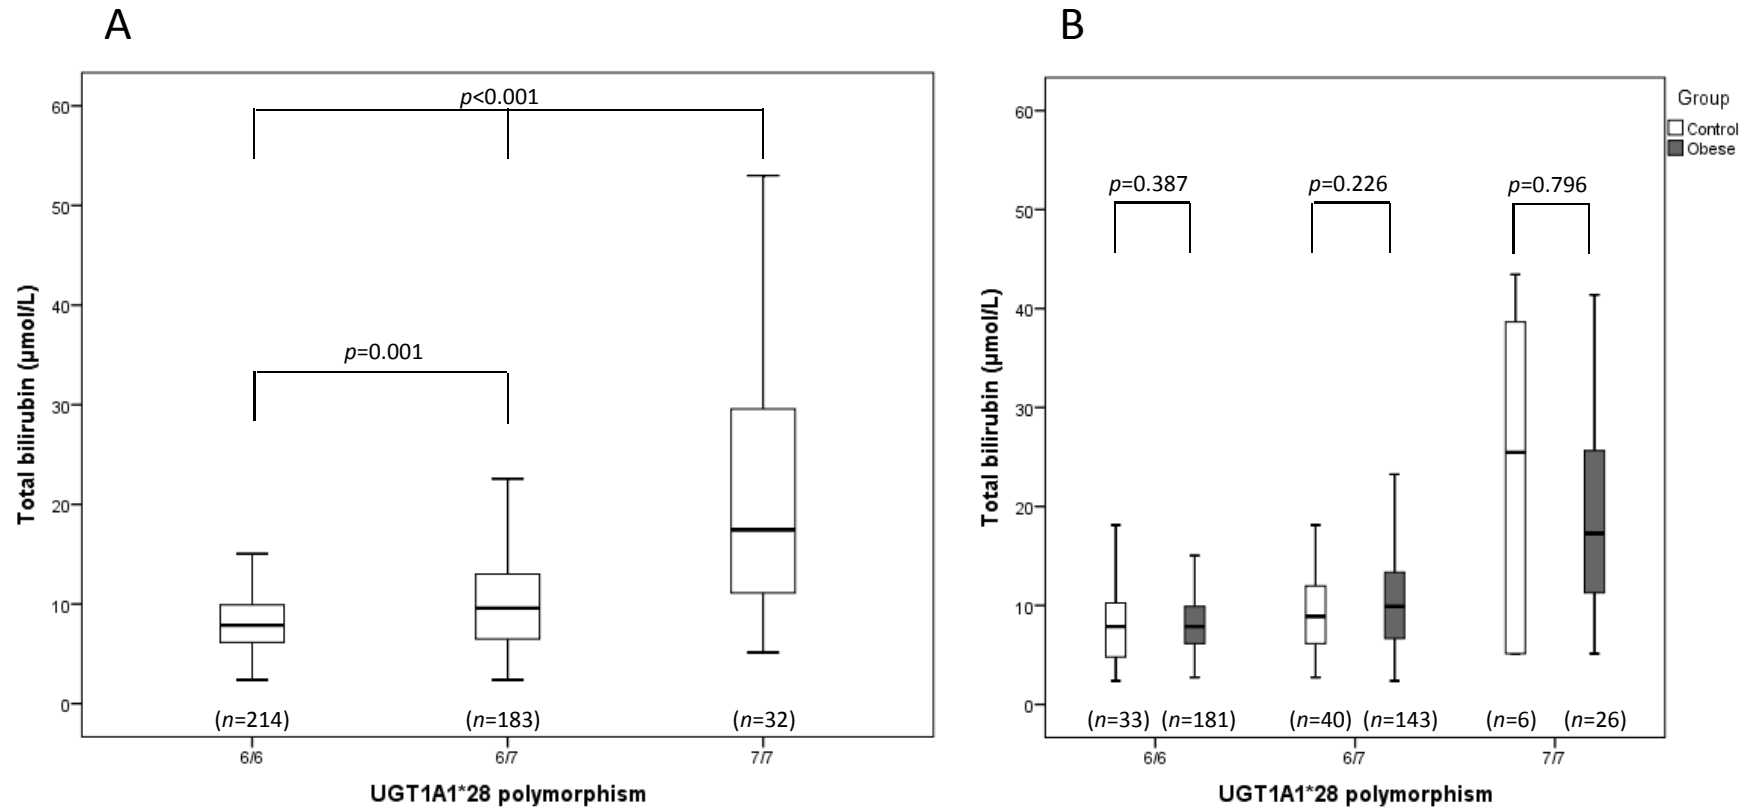 A
p<0.001
p=0.001
60
50
40
30
20
10
0
Total bilirubin (µmol/L)
(n=214) (n=183) (n=32)
6/6 6/7 7/7
UGT1A1*28 polymorphism
B
Group
Control
Obese
p=0.387 p=0.226 p=0.796
60
50
40
30
20
10
0
Total bilirubin (µmol/L)
(n=33) (n=181) (n=40) (n=143) (n=6) (n=26)
6/6 6/7 7/7
UGT1A1*28 polymorphism